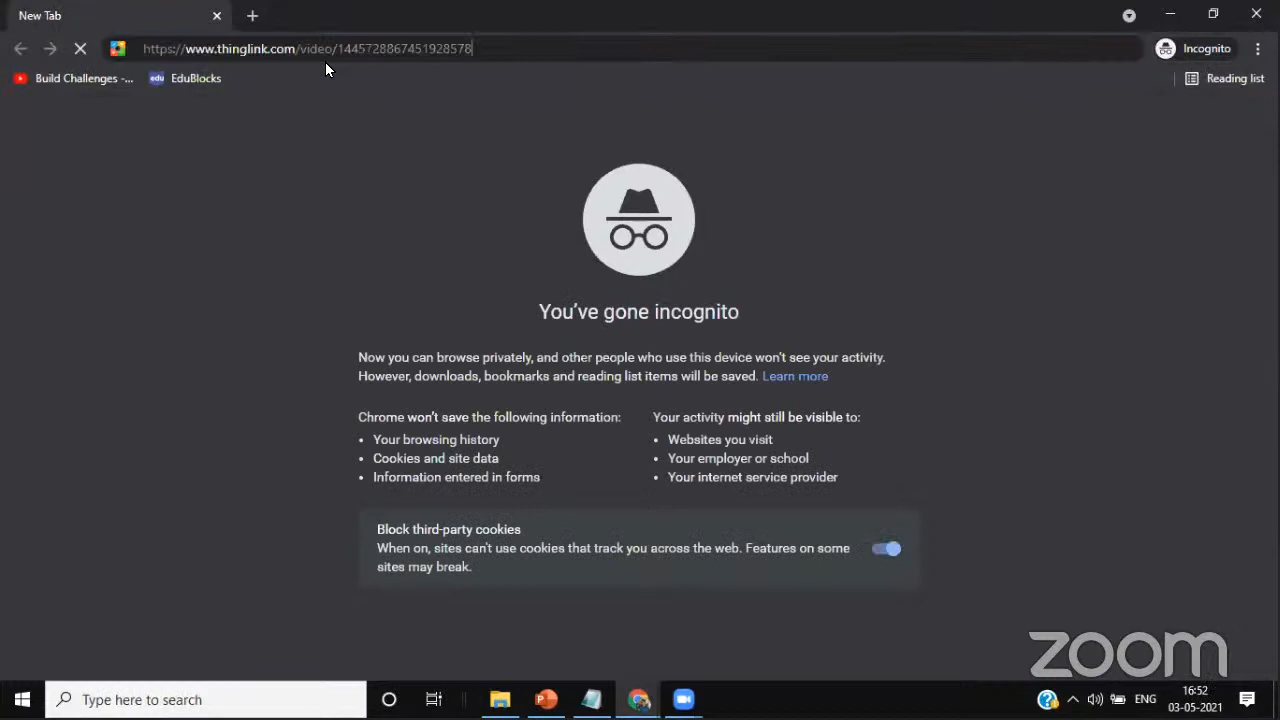 New Tab
https://www.thinglink.com/video/1445728867451928578
Incognito
Build Challenges -...
edu
EduBlocks
Reading list
You've gone incognito
Now you can browse privately, and other people who use this device won't see your activity.
However, downloads, bookmarks and reading list items will be saved. Learn more
Chrome won't save the following information:
• Your browsing history
• Cookies and site data
• Information entered in forms
Your activity might still be visible to:
• Websites you visit
• Your employer or school
• Your internet service provider
Block third-party cookies
When on, sites can't use cookies that track you across the web. Features on some
sites may break.
zoom
Type here to search
ENG
16:52
03-05-2021